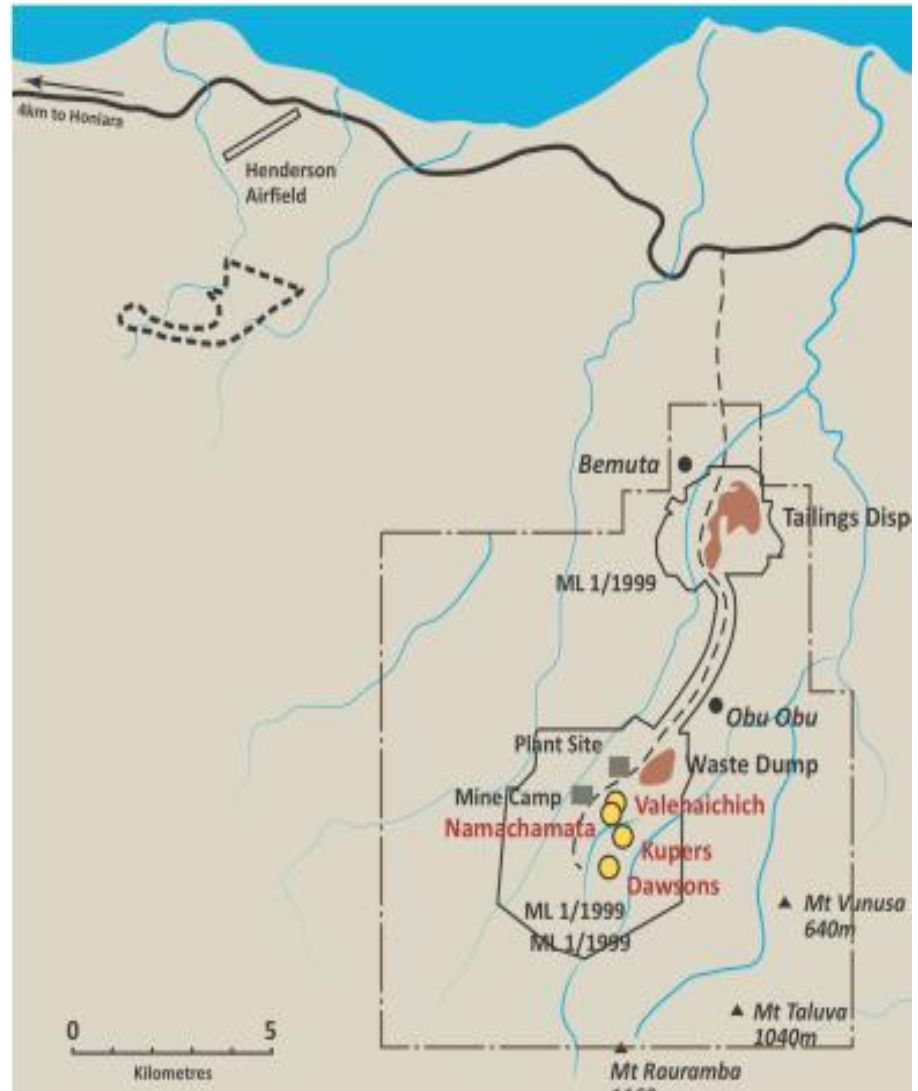 4km to Honiara
Henderson
Airfield
Bemuta
Tailings Disp
ML 1/1999
Obu Obu
Plant Site
Waste Dump
Mine Camp
Valehaichich
Namachamata
Kupers
Dawsons
ML 1/1999
ML 1/1999
Mt Vunusa
640m
Mt Taluva
1040m
0 5
Kilometres
Mt Rauramba